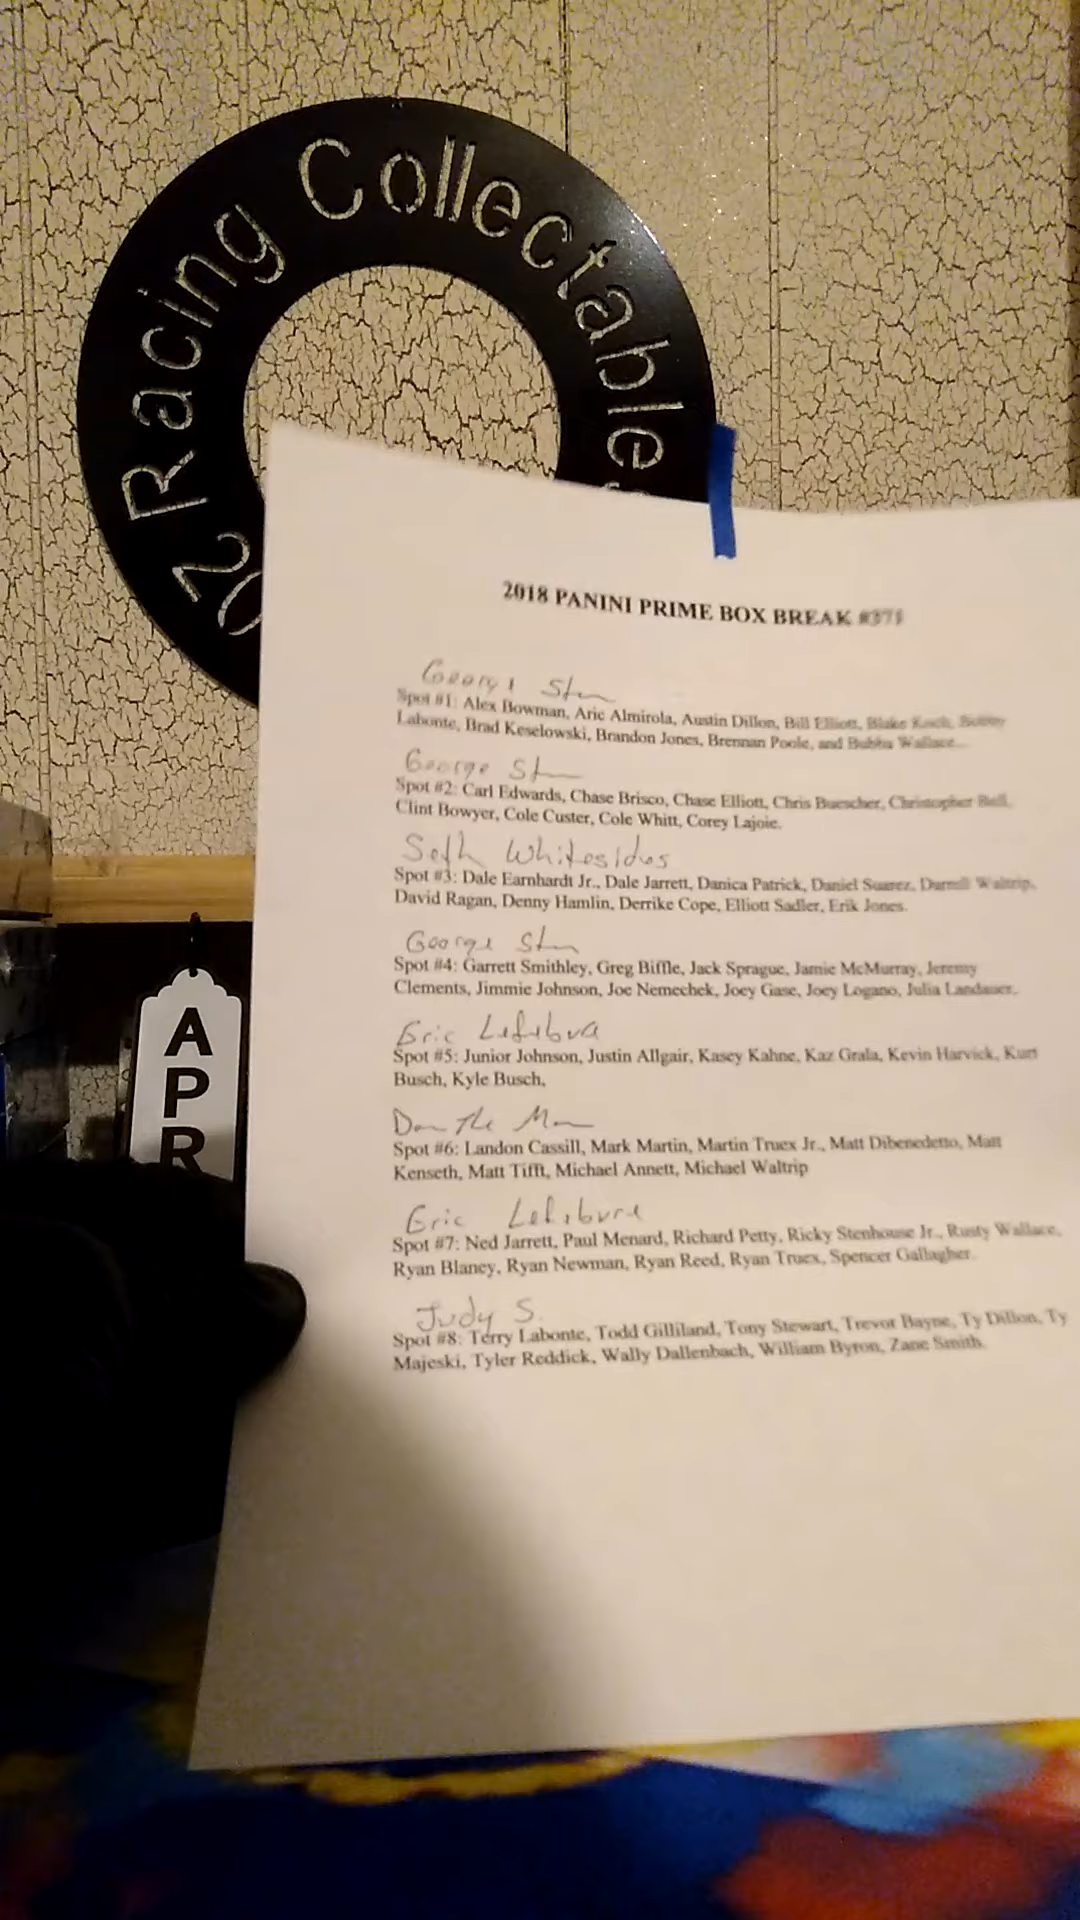 Racing Collectable
2018 PANINI PRIME BOX BREAK
George
Spot #1: Alex Bowman, Aric Almirola, Austin Dillon, Bill Elliott, Blake Koch, Bobby
Labonte, Brad Keselowski, Brandon Jones, Brennan Poole, and Bubba Wallace.
George
Spot #2: Carl Edwards, Chase Brisco, Chase Elliott, Chris Buescher, Christopher Bell,
Clint Bowyer, Cole Custer, Cole Whitt, Corey Lajoie.
Seth Whitesides
Spot #3: Dale Earnhardt Jr., Dale Jarrett, Danica Patrick, Daniel Suarez, Darrell Waltrip,
David Ragan, Denny Hamlin, Derrike Cope, Elliott Sadler, Erik Jones.
George
Spot #4: Garrett Smithley, Greg Biffle, Jack Sprague, Jamie McMurray, Jeremy
Clements, Jimmie Johnson, Joe Nemechek, Joey Gase, Joey Logano, Julia Landauer.
Eric
Spot #5: Junior Johnson, Justin Allgair, Kasey Kahne, Kaz Grala, Kevin Harvick, Kurt
Busch, Kyle Busch,
Dan The Man
Spot #6: Landon Cassill, Mark Martin, Martin Truex Jr., Matt Dibenedetto, Matt
Kenseth, Matt Tifft, Michael Annett, Michael Waltrip
Eric Lefebvre
Spot #7: Ned Jarrett, Paul Menard, Richard Petty, Ricky Stenhouse Jr., Rusty Wallace,
Ryan Blaney, Ryan Newman, Ryan Reed, Ryan Truex, Spencer Gallagher.
Judy S.
Spot #8: Terry Labonte, Todd Gilliland, Tony Stewart, Trevor Bayne, Ty Dillon, Ty
Majeski, Tyler Reddick, Wally Dallenbach, William Byron, Zane Smith.
APR